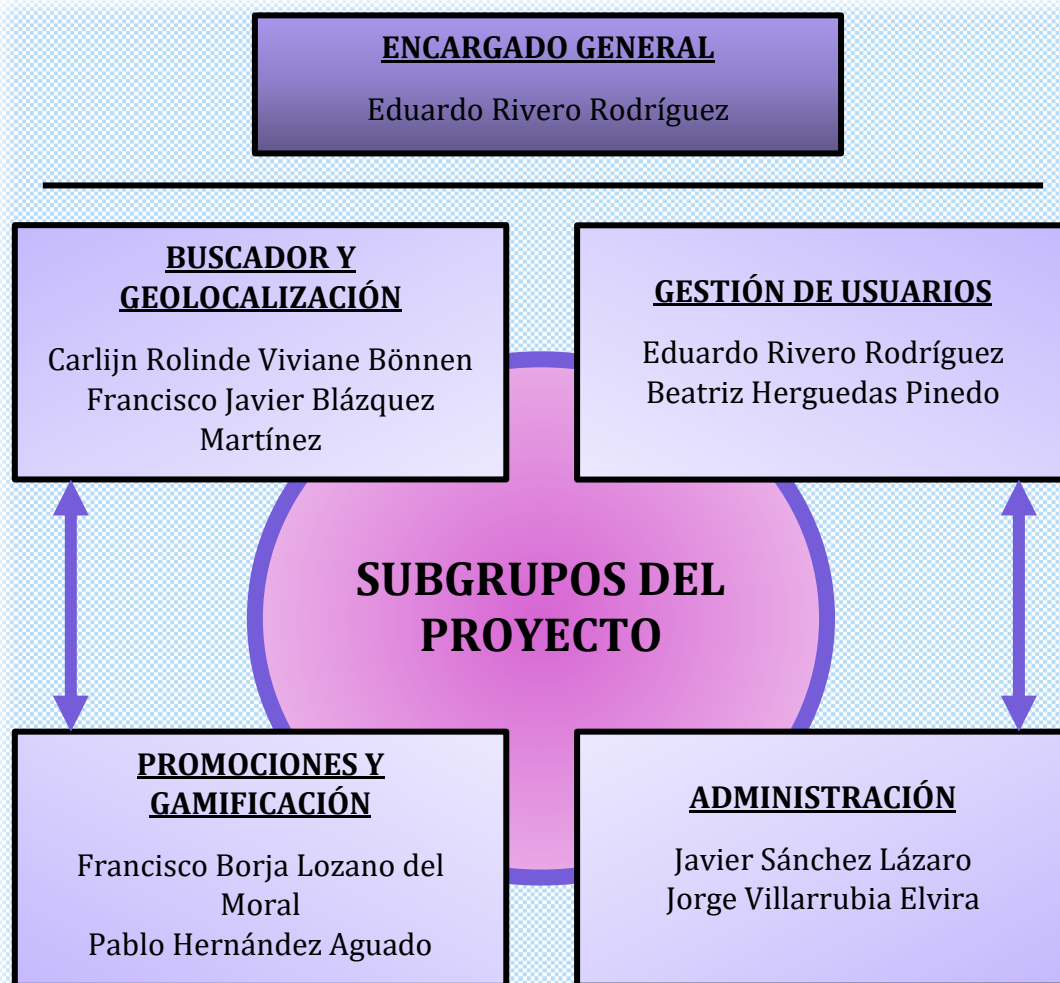 ENCARGADO GENERAL
Eduardo Rivero Rodríguez
BUSCADOR Y
GEOLOCALIZACIÓN
Carlijn Rolinde Viviane Bönnen
Francisco Javier Blázquez
Martínez
GESTIÓN DE USUARIOS
Eduardo Rivero Rodríguez
Beatriz Herguedas Pinedo
SUBGRUPOS DEL
PROYECTO
PROMOCIONES Y
GAMIFICACIÓN
Francisco Borja Lozano del
Moral
Pablo Hernández Aguado
ADMINISTRACIÓN
Javier Sánchez Lázaro
Jorge Villarrubia Elvira